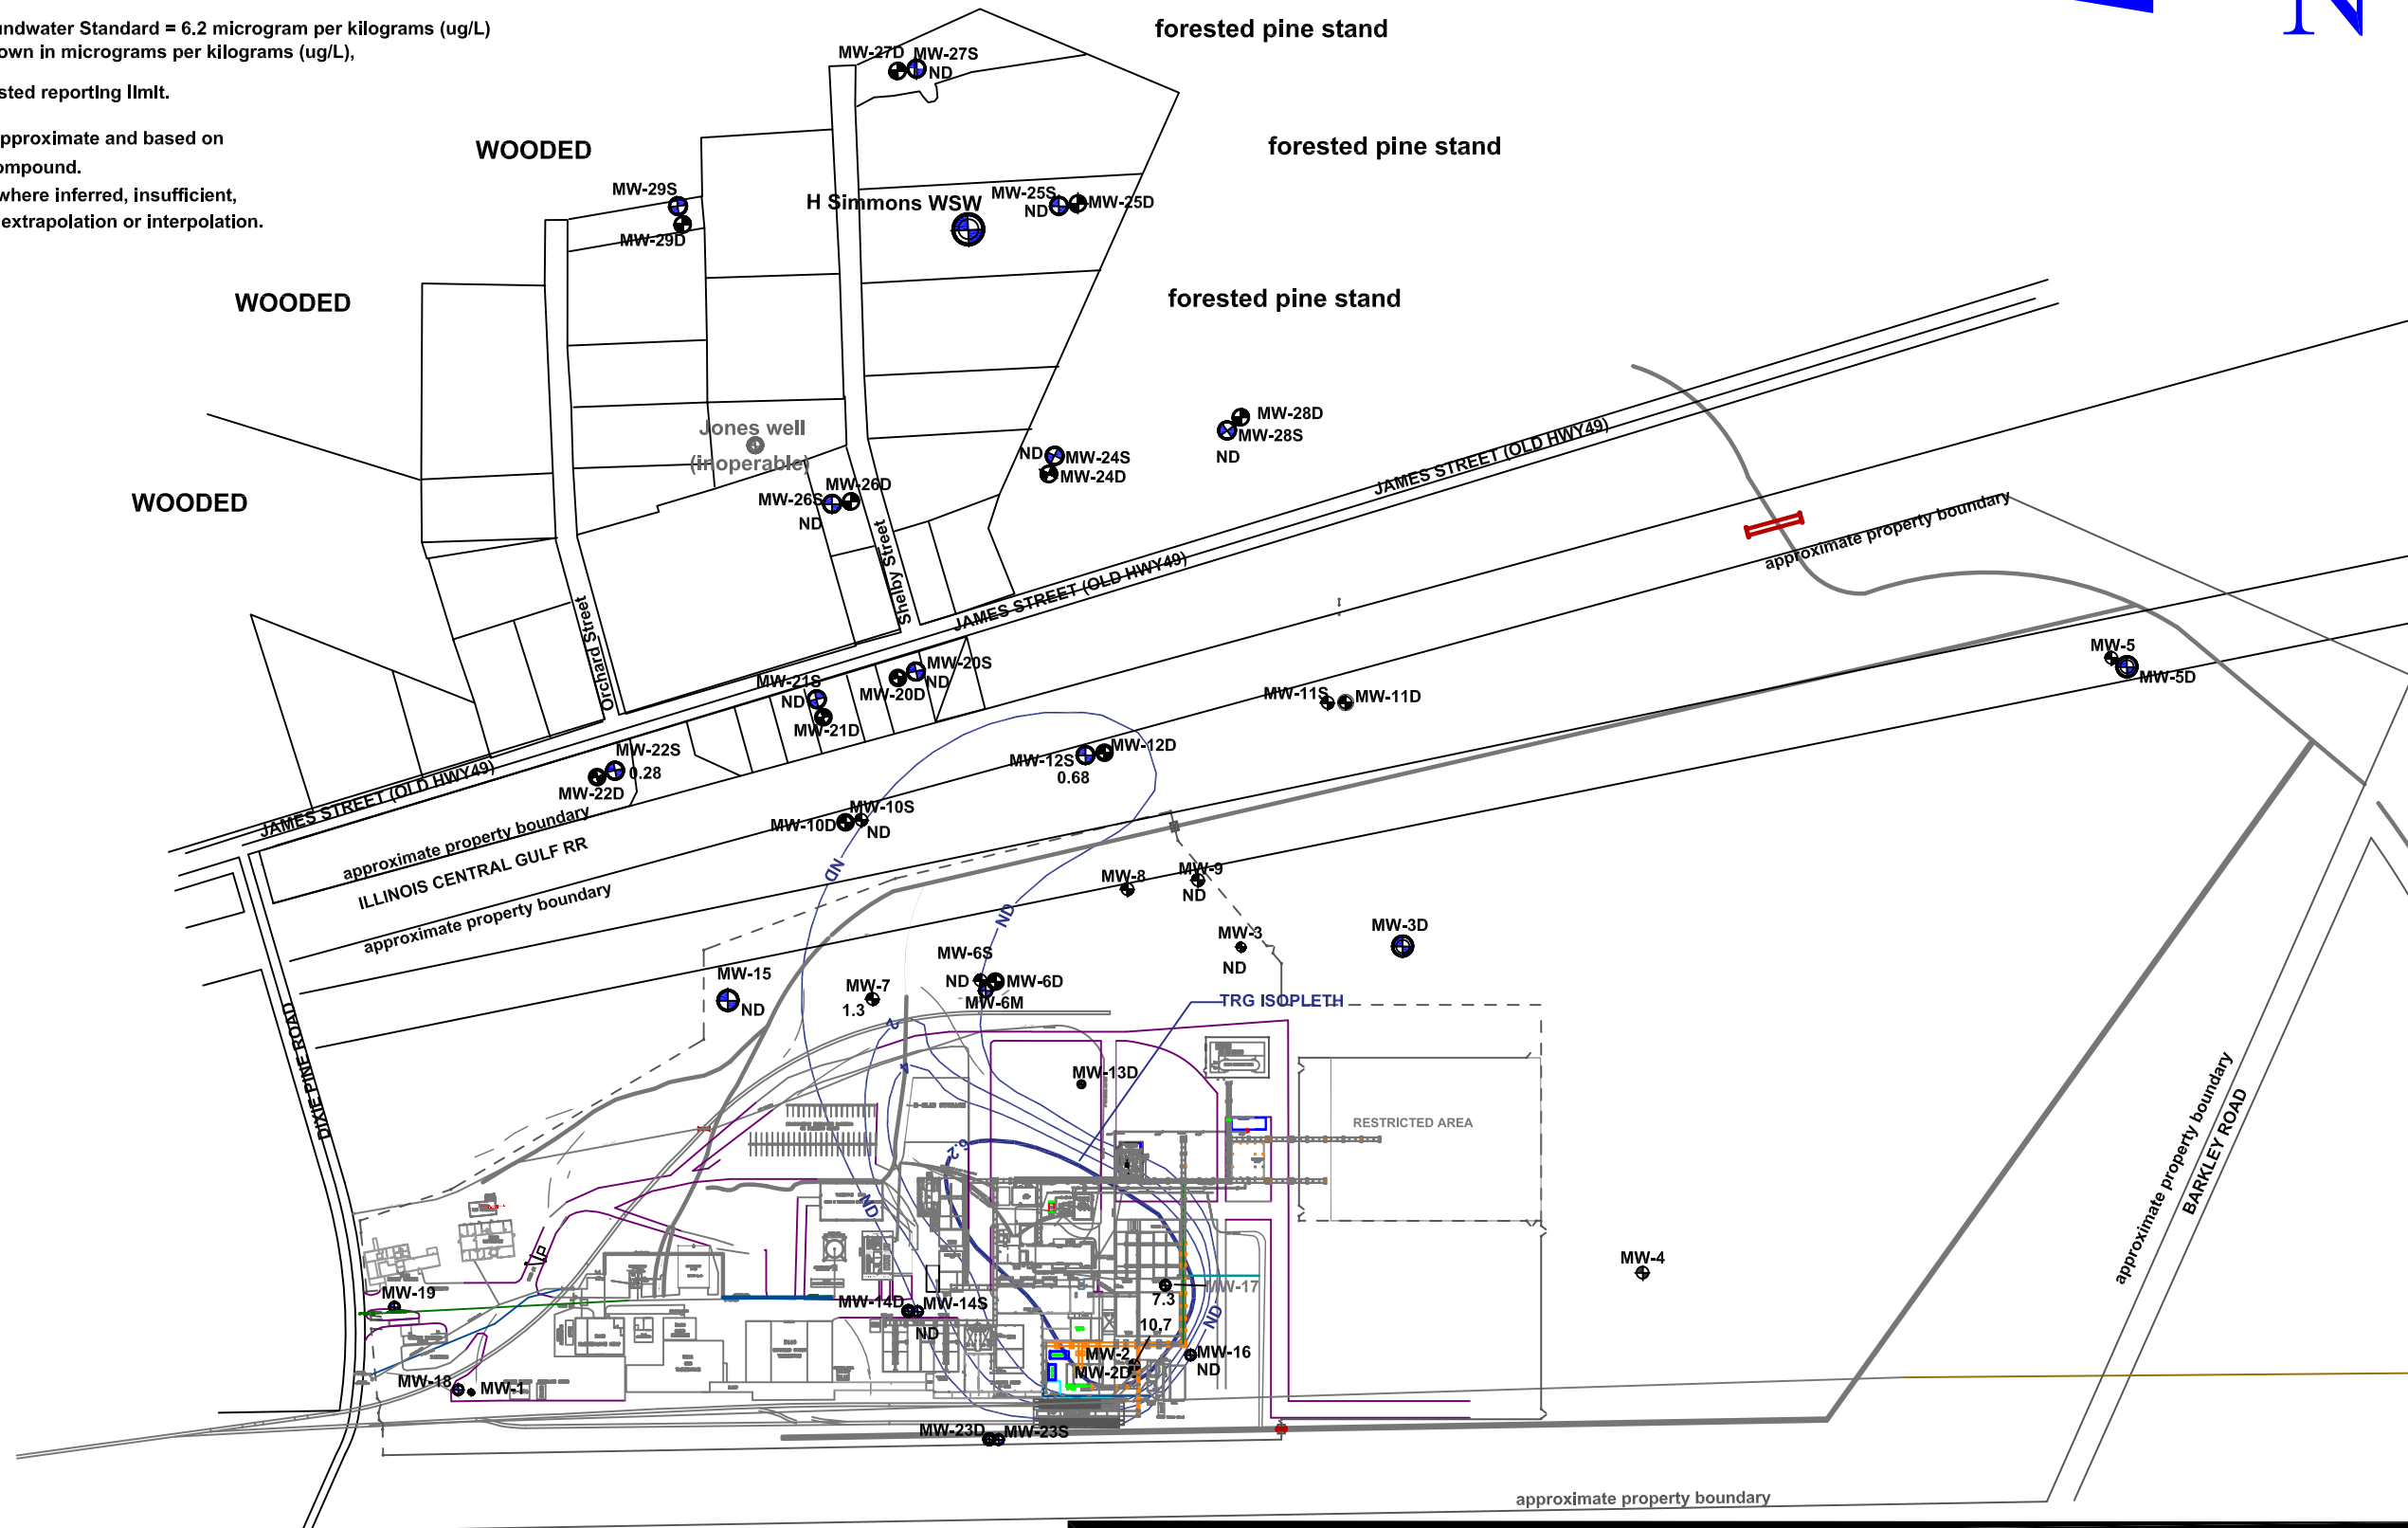 undwater Standard = 6.2 microgram per kilograms (ug/L)
own in micrograms per kilograms (ug/L),
sted reporting limit.
pproximate and based on
ompound.
where inferred, insufficient,
extrapolation or interpolation.
N
forested pine stand
MW-27D
MW-27S
ND
WOODED
forested pine stand
MW-29S
MW-29D
H Simmons WSW
MW-25S
ND
MW-25D
WOODED
forested pine stand
Jones well
(inoperable)
MW-28D
MW-28S
ND
ND
MW-24S
MW-24D
JAMES STREET (OLD HWY49)
WOODED
MW-26D
MW-26S
ND
Shelby Street
approximate property boundary
JAMES STREET (OLD HWY49)
Orchard Street
MW-5
MW-5D
MW-20S
ND
MW-20D
MW-21S
ND
MW-21D
MW-11S
MW-11D
MW-22S
0.28
MW-22D
MW-12D
MW-12S
0.68
JAMES STREET (OLD HWY49)
approximate property boundary
MW-10S
MW-10D
ND
ILLINOIS CENTRAL GULF RR
ND
MW-8
MW-9
ND
approximate property boundary
ND
MW-3
ND
MW-3D
MW-6S
ND
MW-6D
MW-6M
MW-15
ND
MW-7
1.3
TRG ISOPLETH
2
DIXIE PINE ROAD
4
MW-13D
RESTRICTED AREA
6.2
ND
approximate property boundary
BARKLEY ROAD
MW-4
MW-17
7.3
MW-19
MW-14D
MW-14S
ND
ND
10.7
MW-2
MW-2D
MW-16
ND
MW-18
MW-1
MW-23D
MW-23S
approximate property boundary